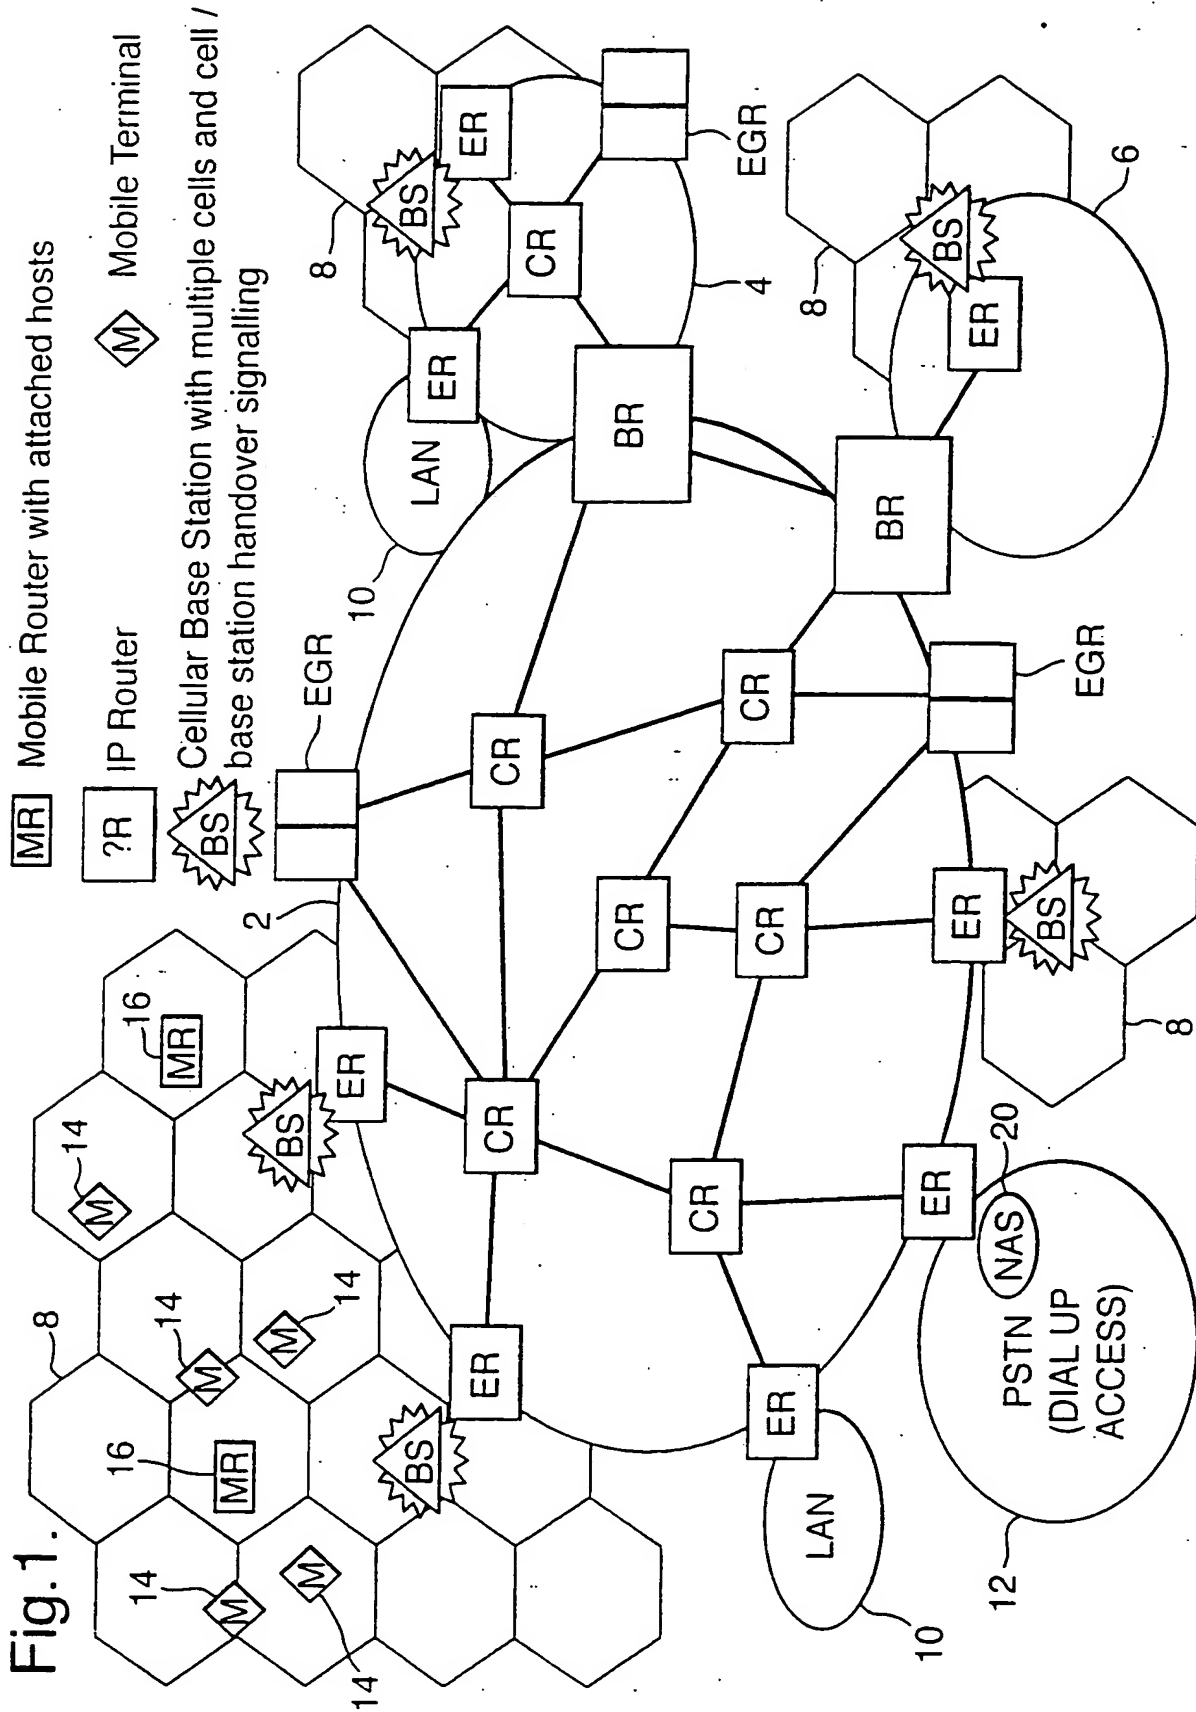 Fig.1.
MR Mobile Router with attached hosts
?R IP Router
M Mobile Terminal
BS Cellular Base Station with multiple cells and cell /
base station handover signalling
8
14
M
16
16
MR
14
14
M
M
MR
2
M
14
BS
M
14
EGR
8
ER
10
BS
BS
LAN
ER
ER
ER
CR
CR
CR
CR
BR
CR
EGR
4
CR
CR
ER
LAN
8
BR
10
ER
BS
ER
ER
20
12
NAS
PSTN
(DIAL UP
ACCESS)
BS
EGR
6
8